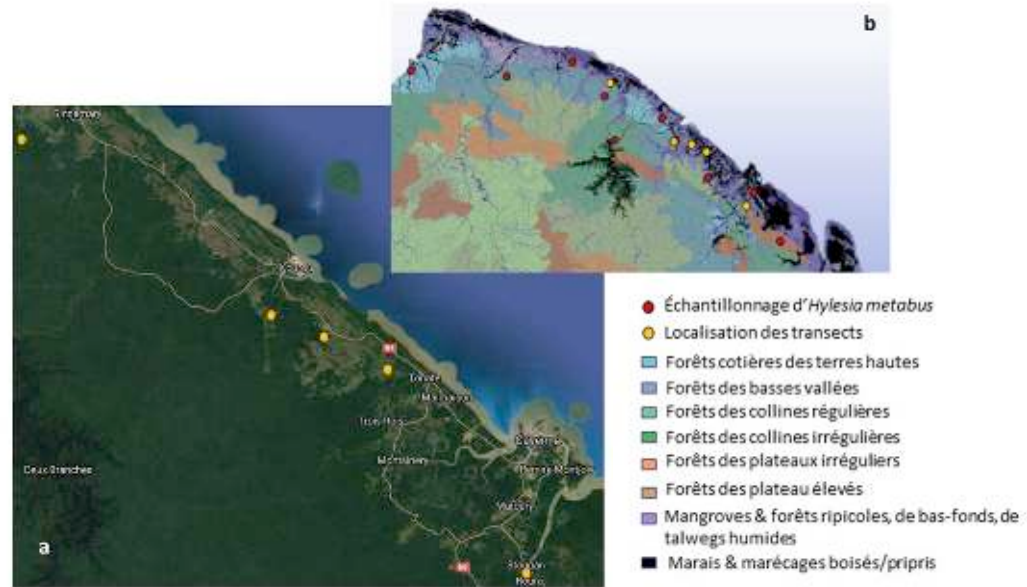 b
Kourou
Tonate
Macouria
Cayenne
Montsinéry
Deux Branches
Matoury
a
Échantillonnage d'Hylesia metabus
Localisation des transects
Forêts cotières des terres hautes
Forêts des basses vallées
Forêts des collines régulières
Forêts des collines irrégulières
Forêts des plateaux irréguliers
Forêts des plateau élevés
Mangroves & forêts ripicoles, de bas-fonds, de
talwegs humides
Marais & marécages boisés/pripris